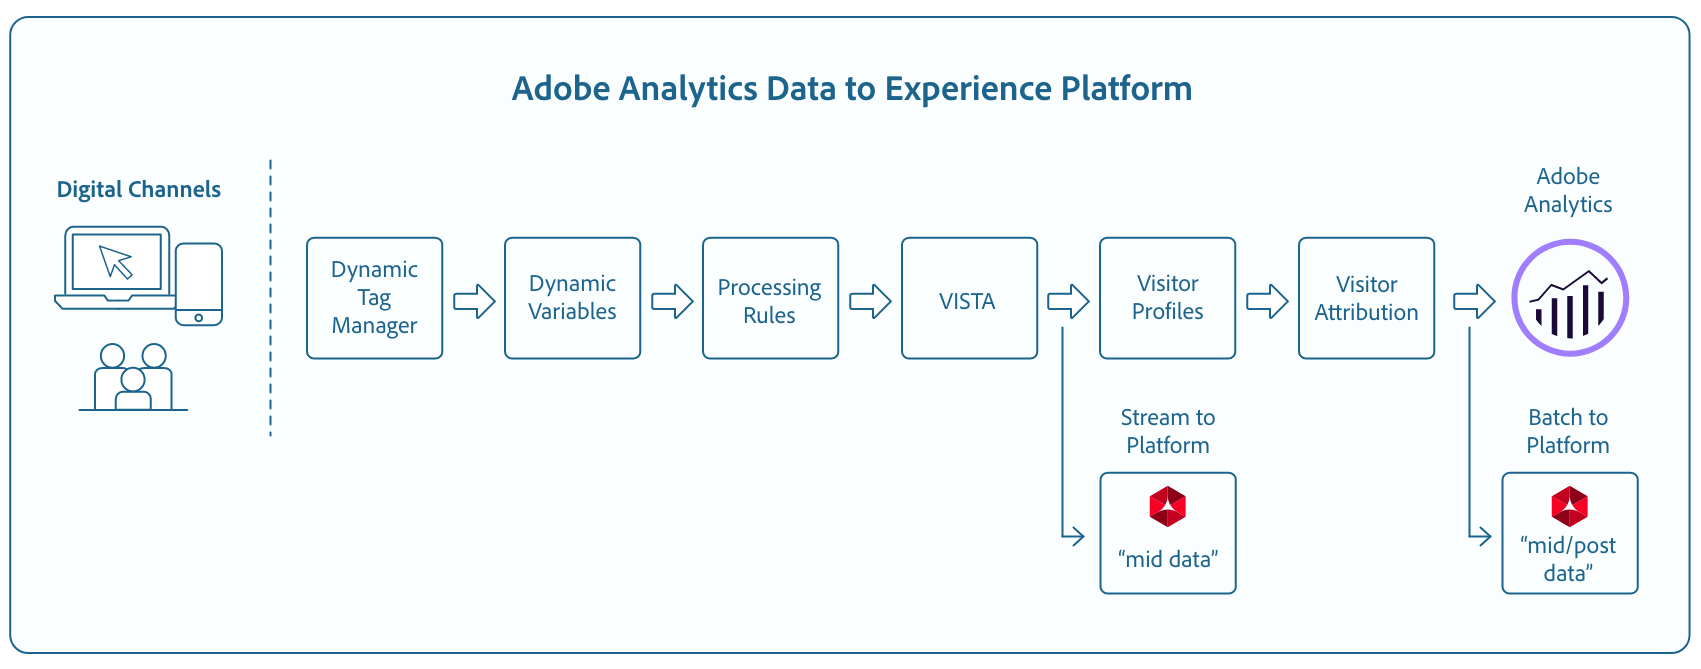 Adobe Analytics Data to Experience Platform
Digital Channels
Dynamic
Tag
Manager
Dynamic
Variables
Processing
Rules
VISTA
Visitor
Profiles
Visitor
Attribution
Adobe
Analytics
Stream to
Platform
“mid data”
Batch to
Platform
“mid/post
data”